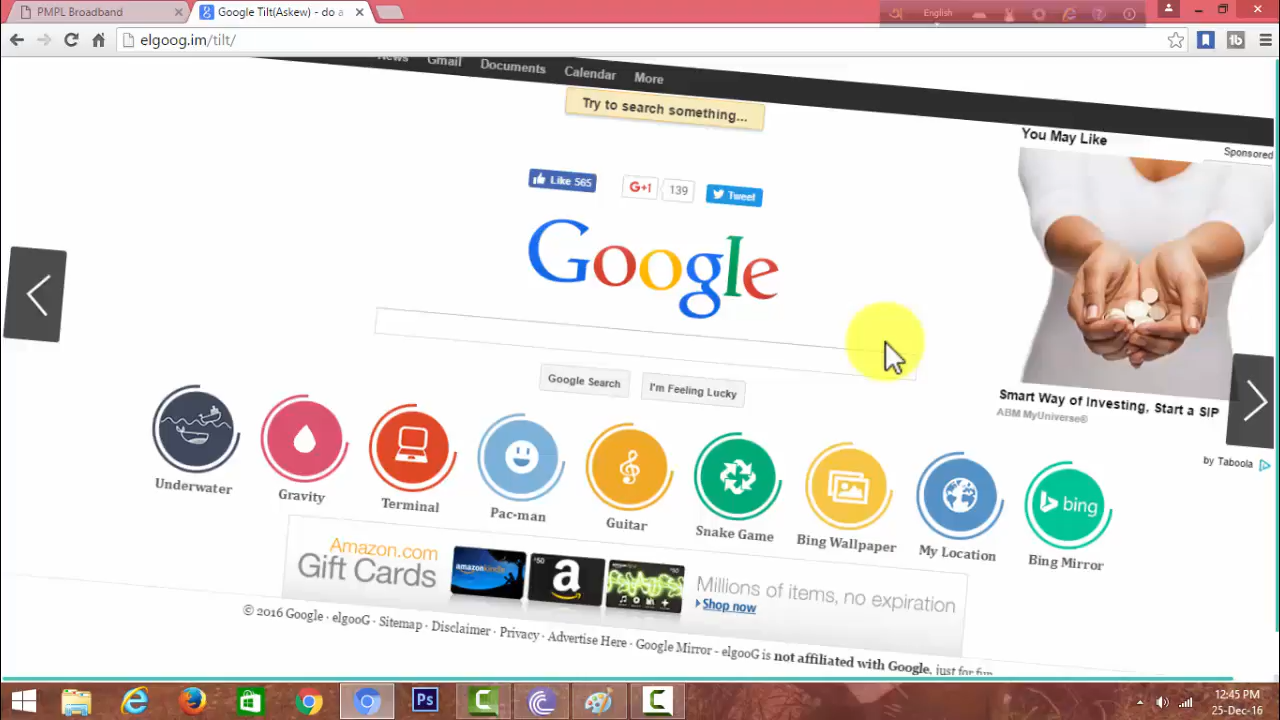 PMPL Broadband
Google Tilt(Askew) - do a
English
elgoog.im/tilt/
News Gmail Documents Calendar More
Try to search something...
You May Like
Sponsored
Like 565
G+1 139
Tweet
Google
Google Search I'm Feeling Lucky
Smart Way of Investing, Start a SIP
ABM MyUniverse®
by Taboola
Underwater Gravity Terminal Pac-man Guitar Snake Game Bing Wallpaper My Location Bing Mirror
bing
Amazon.com
Gift Cards
amazonkindle
$50
$50
Millions of items, no expiration
Shop now
© 2016 Google · elgooG · Sitemap · Disclaimer · Privacy · Advertise Here · Google Mirror - elgooG is not affiliated with Google, just for fun
Ps
12:45 PM
25-Dec-16